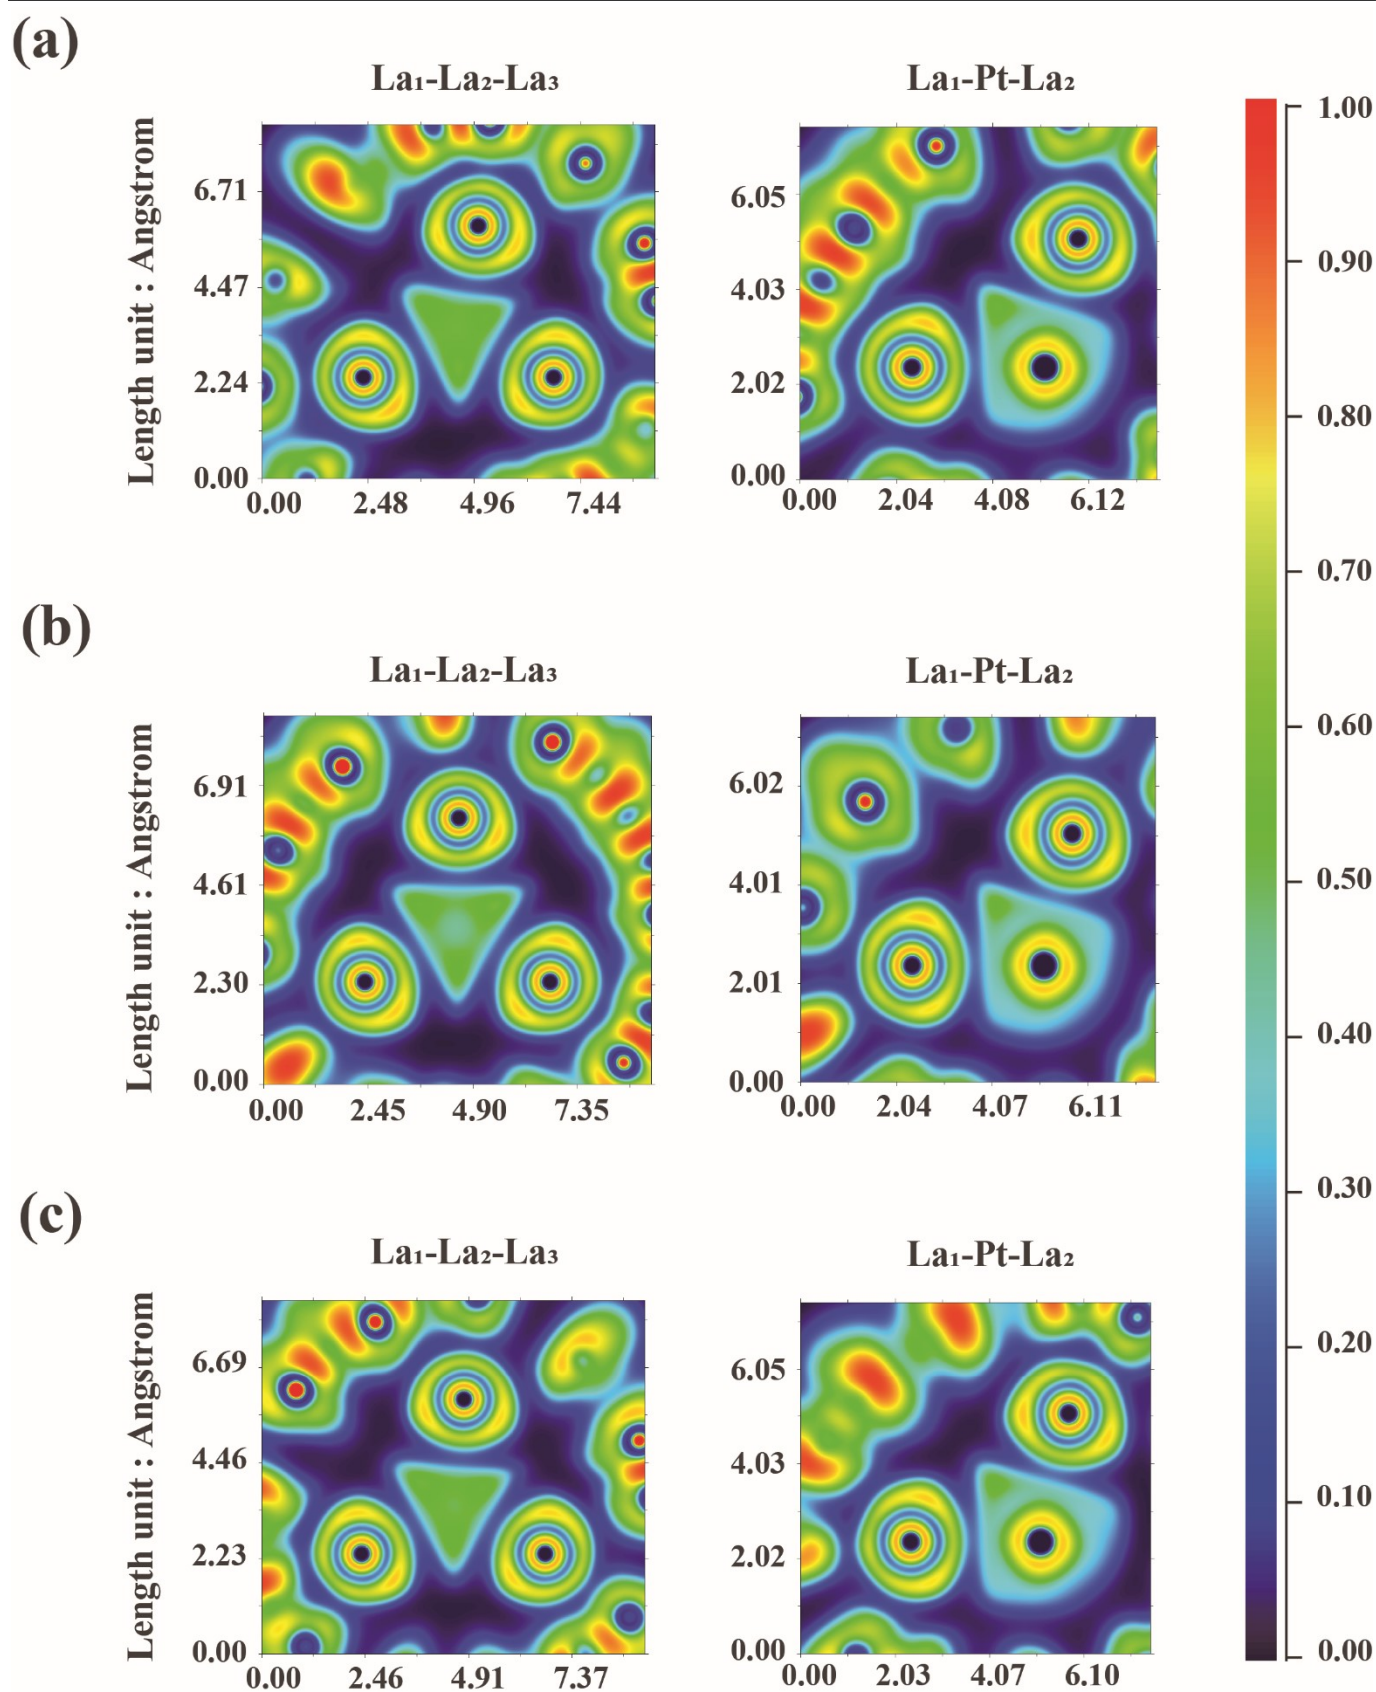 (a)
La₁-La₂-La₃
La₁-Pt-La₂
Length unit : Angstrom
6.71
4.47
2.24
0.00
0.00 2.48 4.96 7.44
6.05
4.03
2.02
0.00
0.00 2.04 4.08 6.12
(b)
La₁-La₂-La₃
La₁-Pt-La₂
Length unit : Angstrom
6.91
4.61
2.30
0.00
0.00 2.45 4.90 7.35
6.02
4.01
2.01
0.00
0.00 2.04 4.07 6.11
(c)
La₁-La₂-La₃
La₁-Pt-La₂
Length unit : Angstrom
6.69
4.46
2.23
0.00
0.00 2.46 4.91 7.37
6.05
4.03
2.02
0.00
0.00 2.03 4.07 6.10
1.00
0.90
0.80
0.70
0.60
0.50
0.40
0.30
0.20
0.10
0.00